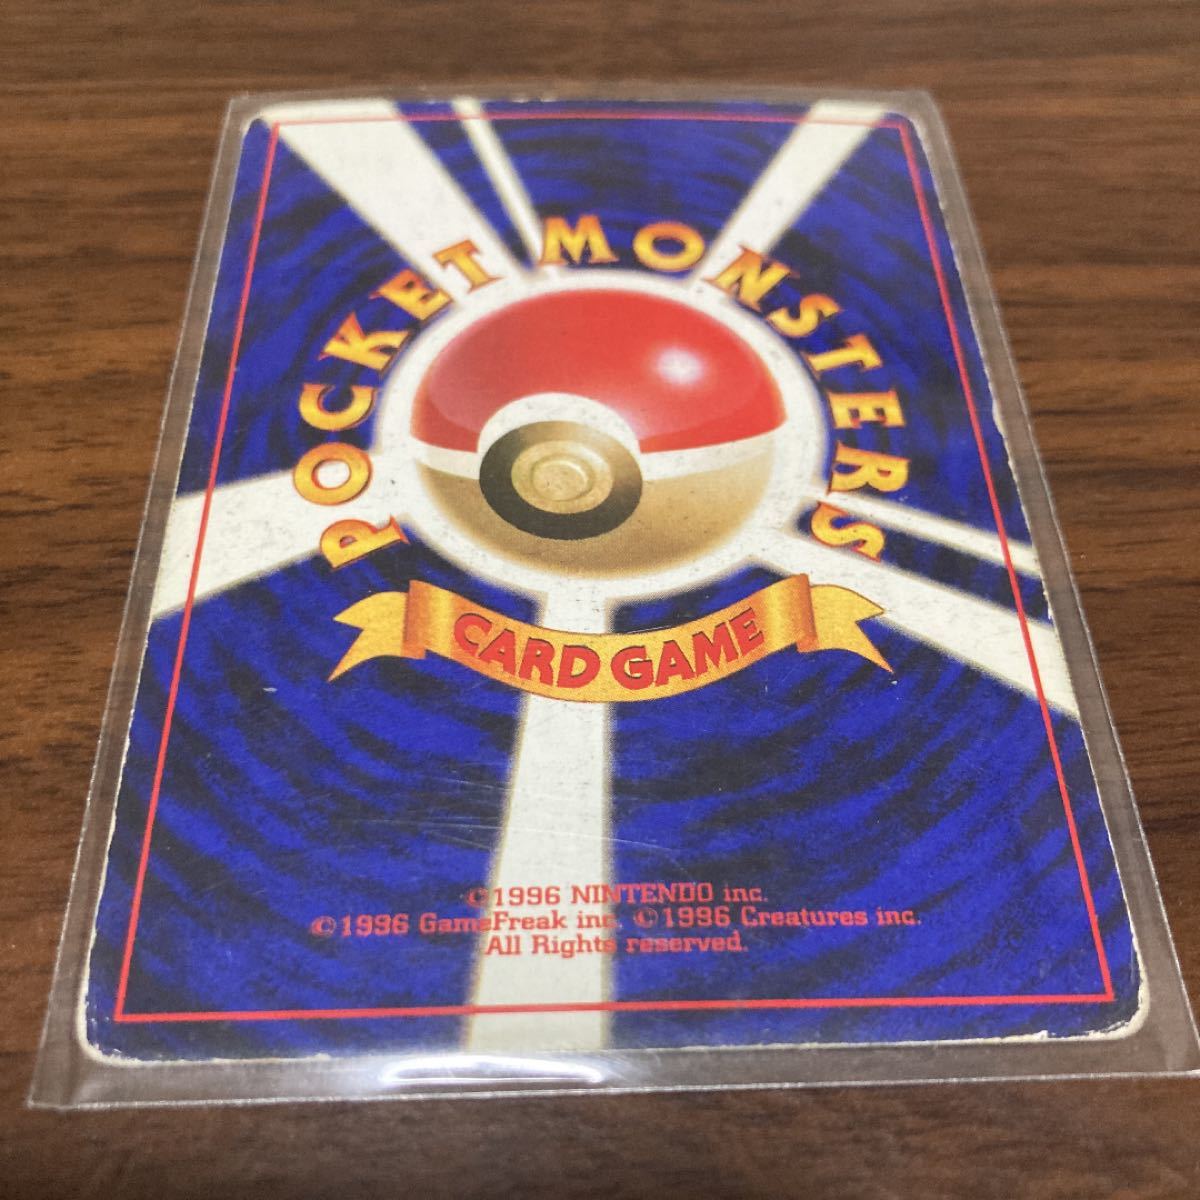 POCKET MONSTERS
CARD GAME
©1996 NINTENDO inc.
©1996 GameFreak inc. ©1996 Creatures inc.
All Rights reserved.